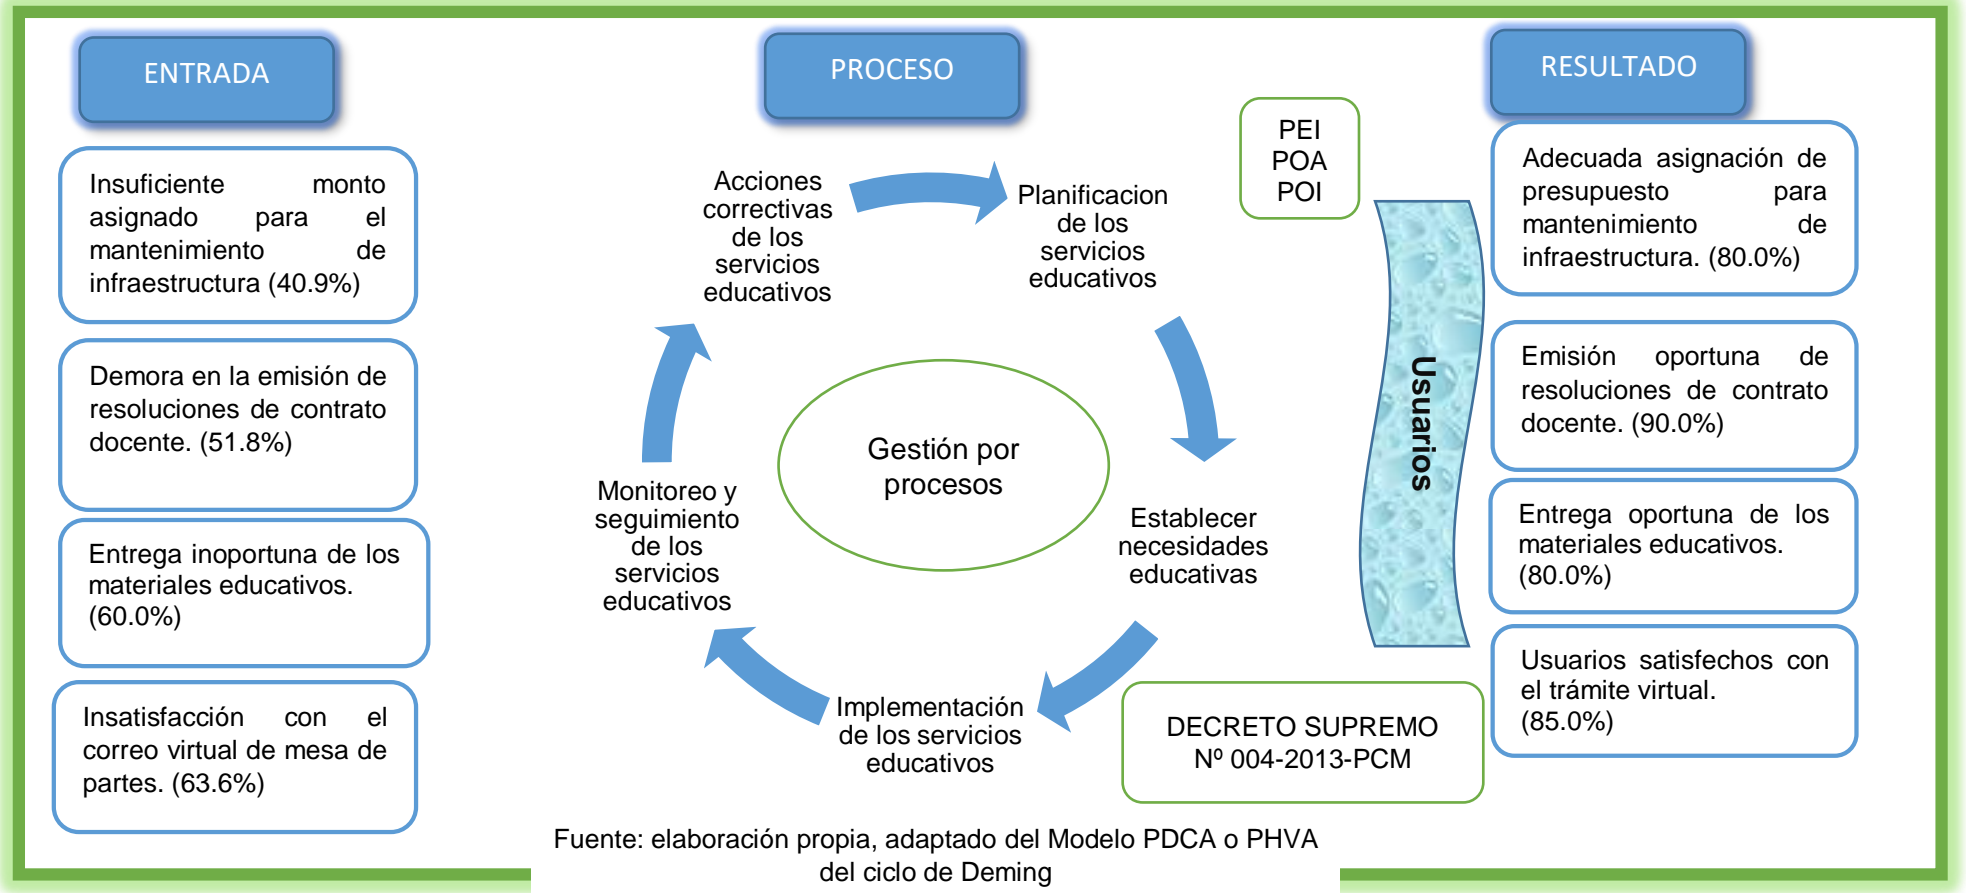 ENTRADA
Insuficiente monto
asignado para el
mantenimiento de
infraestructura (40.9%)
Demora en la emisión de
resoluciones de contrato
docente. (51.8%)
Entrega inoportuna de los
materiales educativos.
(60.0%)
Insatisfacción con el
correo virtual de mesa de
partes. (63.6%)
PROCESO
Acciones
correctivas
de los
servicios
educativos
Planificacion
de los
servicios
educativos
Establecer
necesidades
educativas
Implementación
de los servicios
educativos
Monitoreo y
seguimiento
de los
servicios
educativos
Gestión por
procesos
PEI
POA
POI
DECRETO SUPREMO
Nº 004-2013-PCM
Usuarios
RESULTADO
Adecuada asignación de
presupuesto para
mantenimiento de
infraestructura. (80.0%)
Emisión oportuna de
resoluciones de contrato
docente. (90.0%)
Entrega oportuna de los
materiales educativos.
(80.0%)
Usuarios satisfechos con
el trámite virtual.
(85.0%)
Fuente: elaboración propia, adaptado del Modelo PDCA o PHVA
del ciclo de Deming